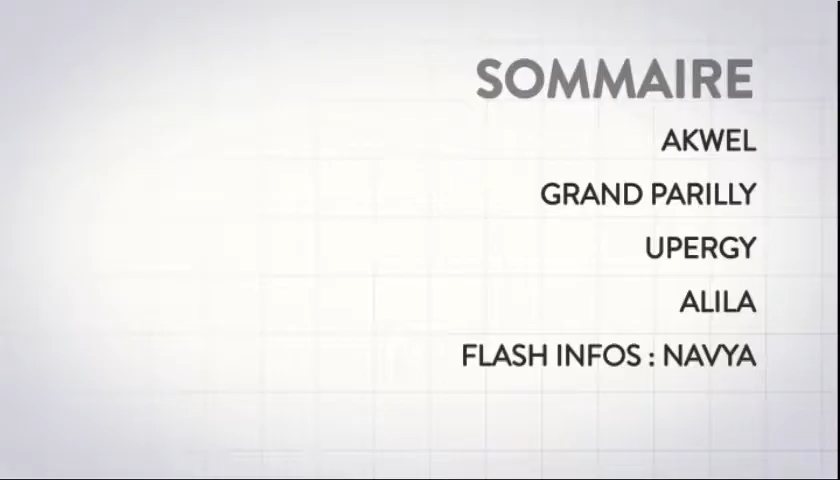 SOMMAIRE
AKWEL
GRAND PARILLY
UPERGY
ALILA
FLASH INFOS : NAVYA